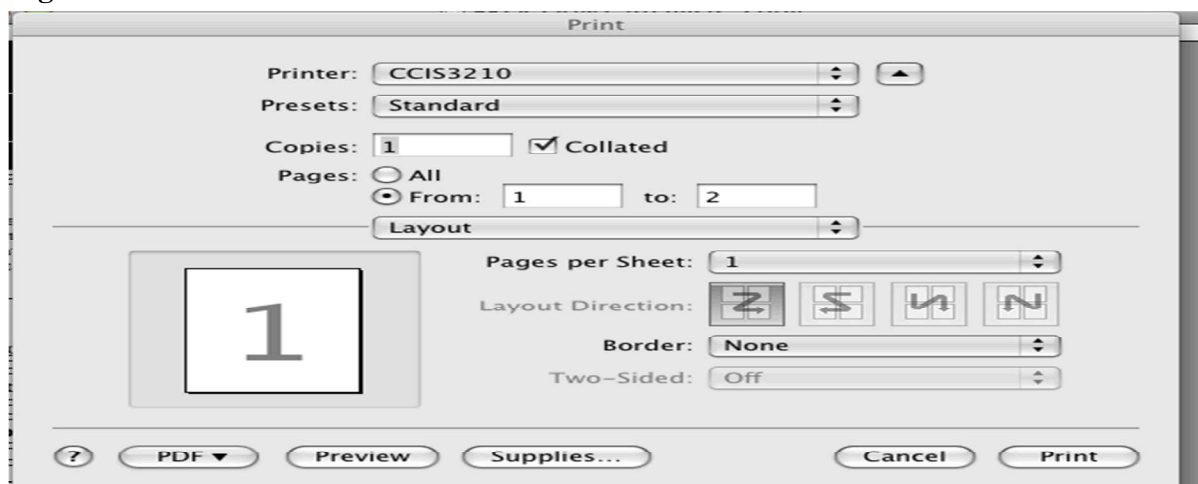 Print
Printer: CCIS3210
Presets: Standard
Copies: 1 Collated
Pages: All
From: 1 to: 2
Layout
Pages per Sheet: 1
Layout Direction:
Border: None
Two-Sided: Off
1
? PDF Preview Supplies... Cancel Print